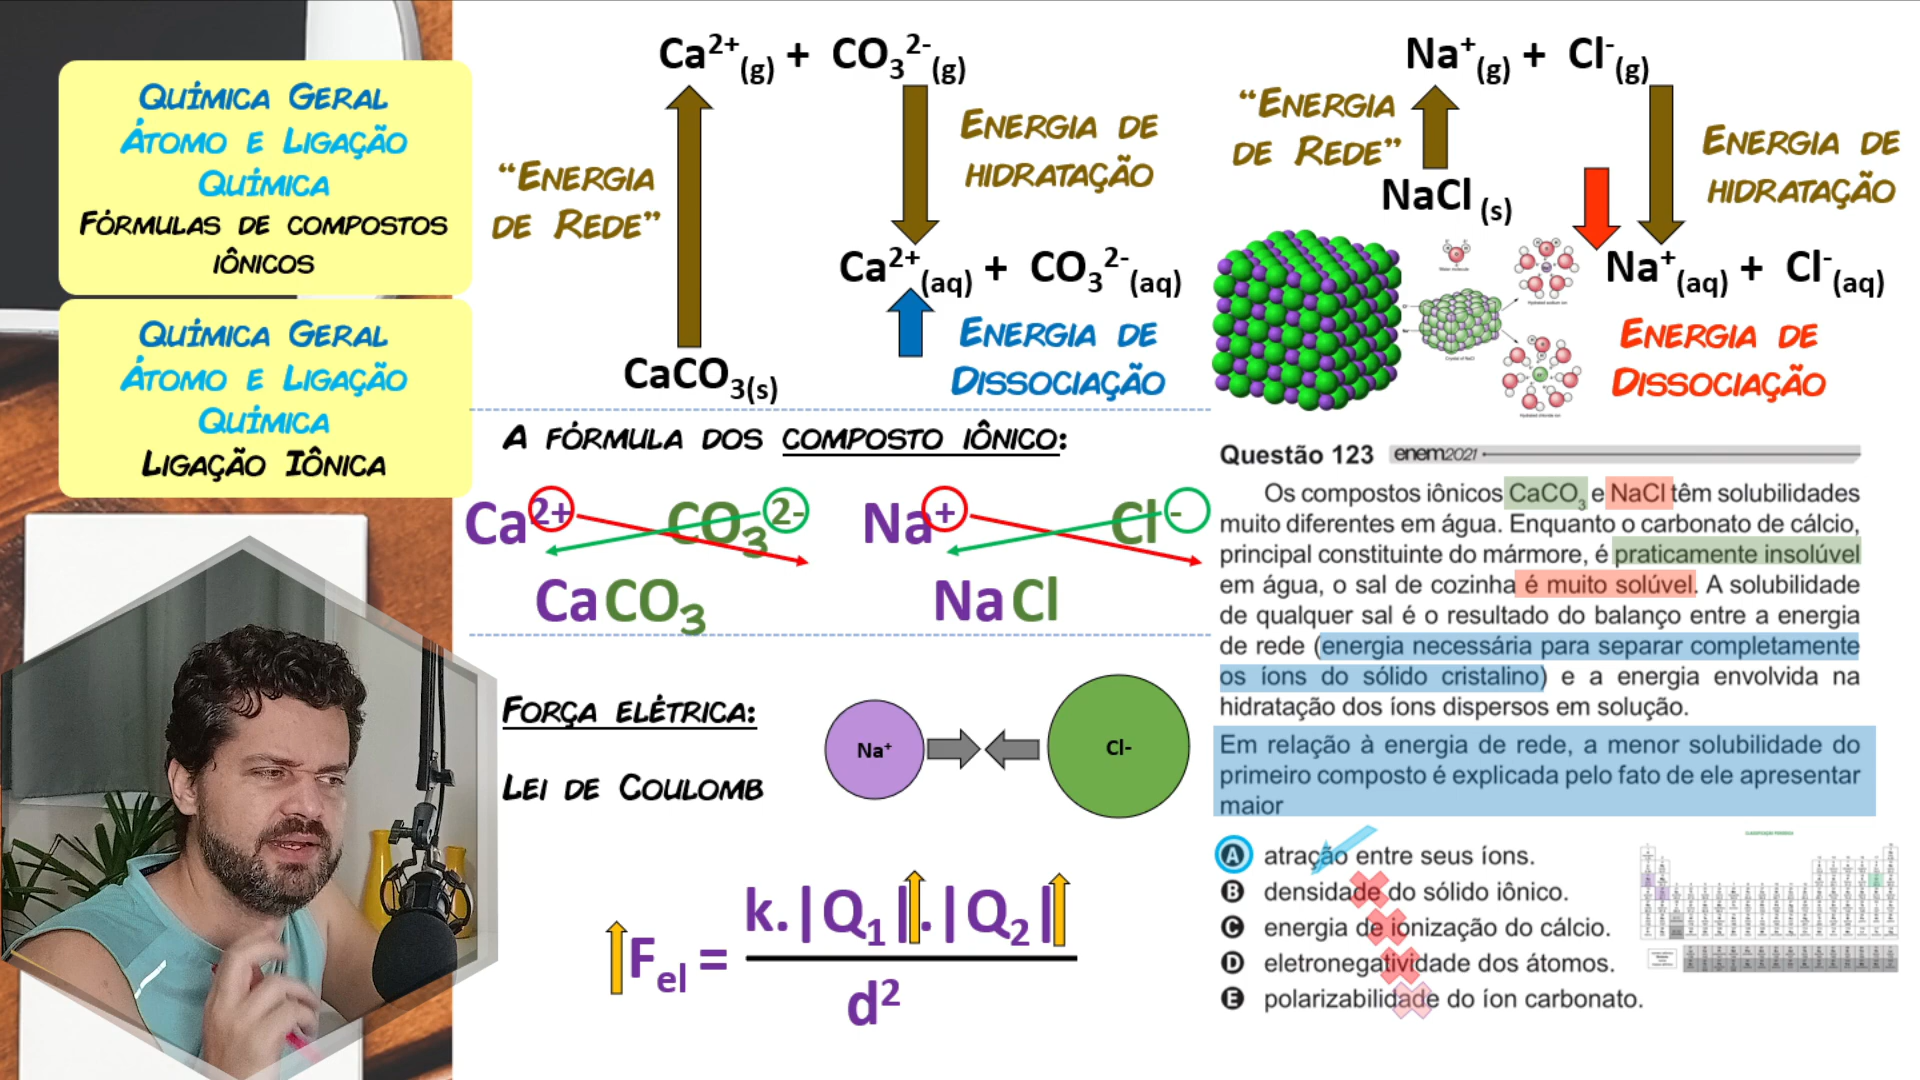 Química Geral
Átomo e Ligação
Química
Fórmulas de compostos
iônicos
Química Geral
Átomo e Ligação
Química
Ligação Iônica
Ca²⁺(g) + CO₃²⁻(g)
"Energia
de Rede"
Energia de
hidratação
Ca²⁺(aq) + CO₃²⁻(aq)
Energia de
Dissociação
CaCO₃(s)
Na⁺(g) + Cl⁻(g)
"Energia
de Rede"
Energia de
hidratação
NaCl (s)
Na⁺(aq) + Cl⁻(aq)
Energia de
Dissociação
A fórmula dos composto iônico:
Ca²⁺ CO₃²⁻
Na⁺ Cl⁻
CaCO₃
NaCl
Força elétrica:
Lei de Coulomb
Na⁺
Cl-
Fel = k.|Q₁|.|Q₂|
d²
Questão 123 enem2021
Os compostos iônicos CaCO₃ e NaCl têm solubilidades
muito diferentes em água. Enquanto o carbonato de cálcio,
principal constituinte do mármore, é praticamente insolúvel
em água, o sal de cozinha é muito solúvel. A solubilidade
de qualquer sal é o resultado do balanço entre a energia
de rede (energia necessária para separar completamente
os íons do sólido cristalino) e a energia envolvida na
hidratação dos íons dispersos em solução.
Em relação à energia de rede, a menor solubilidade do
primeiro composto é explicada pelo fato de ele apresentar
maior
A atração entre seus íons.
B densidade do sólido iônico.
C energia de ionização do cálcio.
D eletronegatividade dos átomos.
E polarizabilidade do íon carbonato.